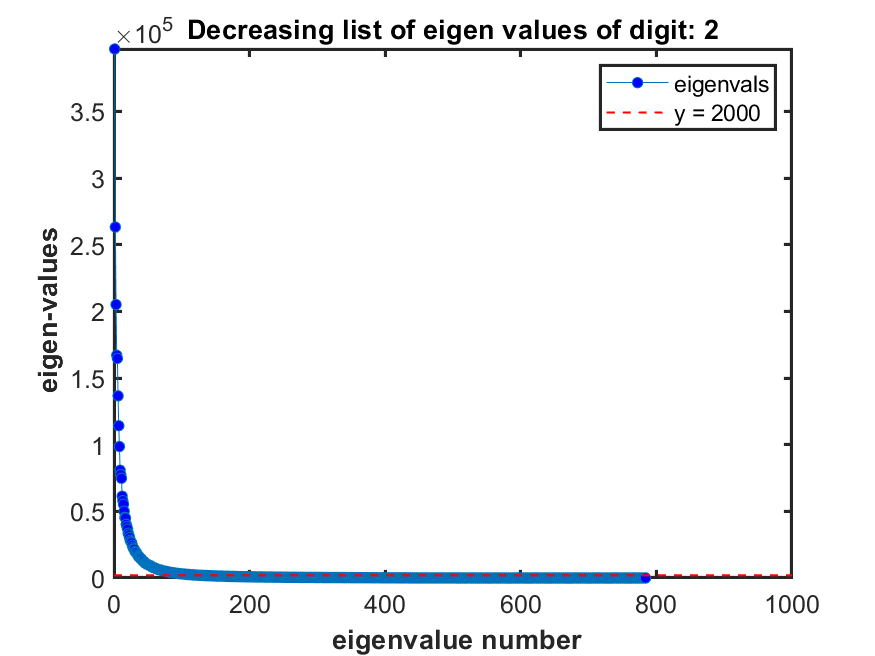 ×10^5 Decreasing list of eigen values of digit: 2
eigenvals
y = 2000
3.5
3
2.5
2
1.5
1
0.5
0
eigen-values
0 200 400 600 800 1000
eigenvalue number